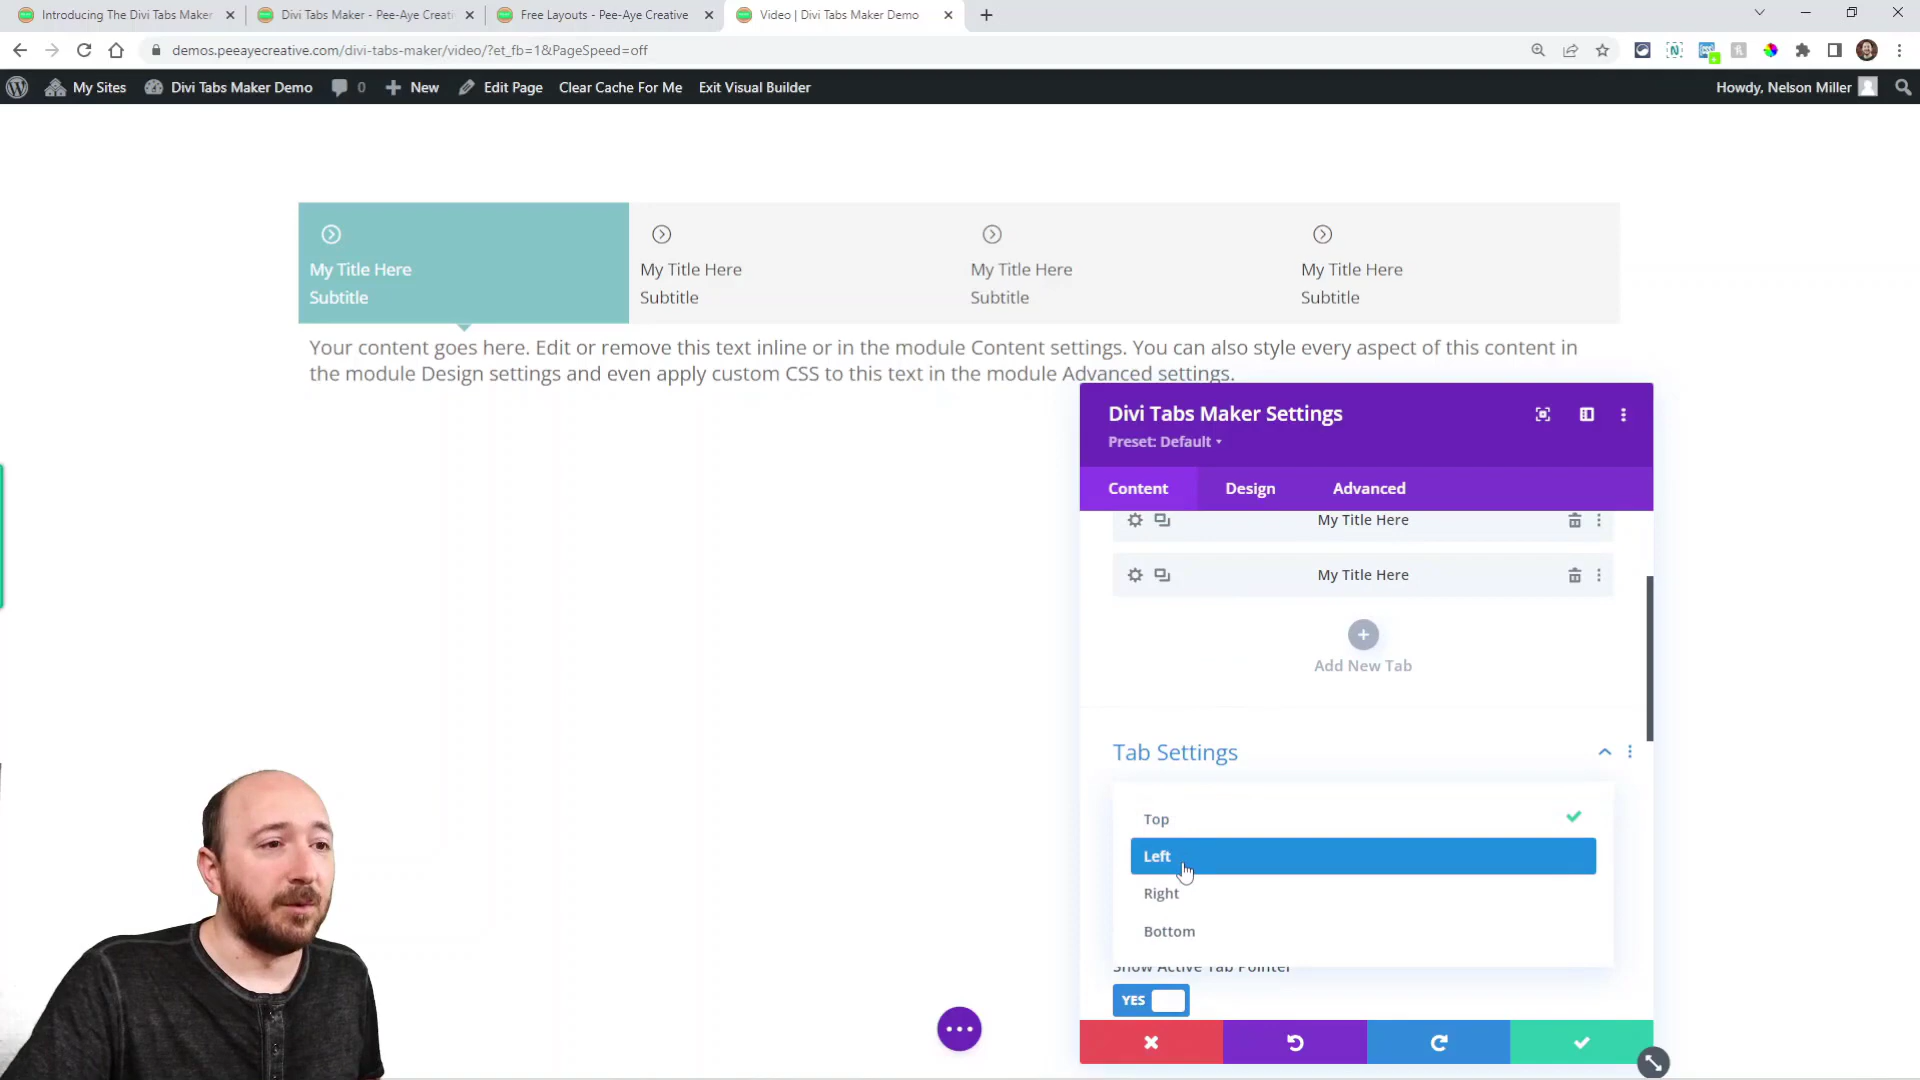 Introducing The Divi Tabs Maker
Divi Tabs Maker - Pee-Aye Creati
Free Layouts - Pee-Aye Creative
Video | Divi Tabs Maker Demo
demos.peeayecreative.com/divi-tabs-maker/video/?et_fb=1&PageSpeed=off
My Sites
Divi Tabs Maker Demo
0
New
Edit Page
Clear Cache For Me
Exit Visual Builder
Howdy, Nelson Miller
My Title Here
Subtitle
My Title Here
Subtitle
My Title Here
Subtitle
My Title Here
Subtitle
Your content goes here. Edit or remove this text inline or in the module Content settings. You can also style every aspect of this content in
the module Design settings and even apply custom CSS to this text in the module Advanced settings.
Divi Tabs Maker Settings
Preset: Default
Content
Design
Advanced
My Title Here
My Title Here
Add New Tab
Tab Settings
Top
Left
Right
Bottom
Show Active Tab Pointer
YES